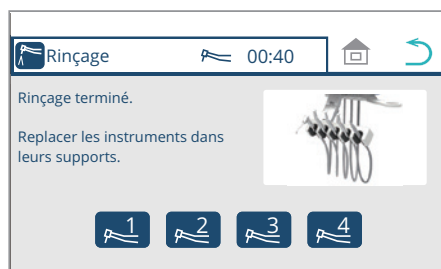 Rinçage 00:40
Rinçage terminé.
Replacer les instruments dans
leurs supports.
1 2 3 4